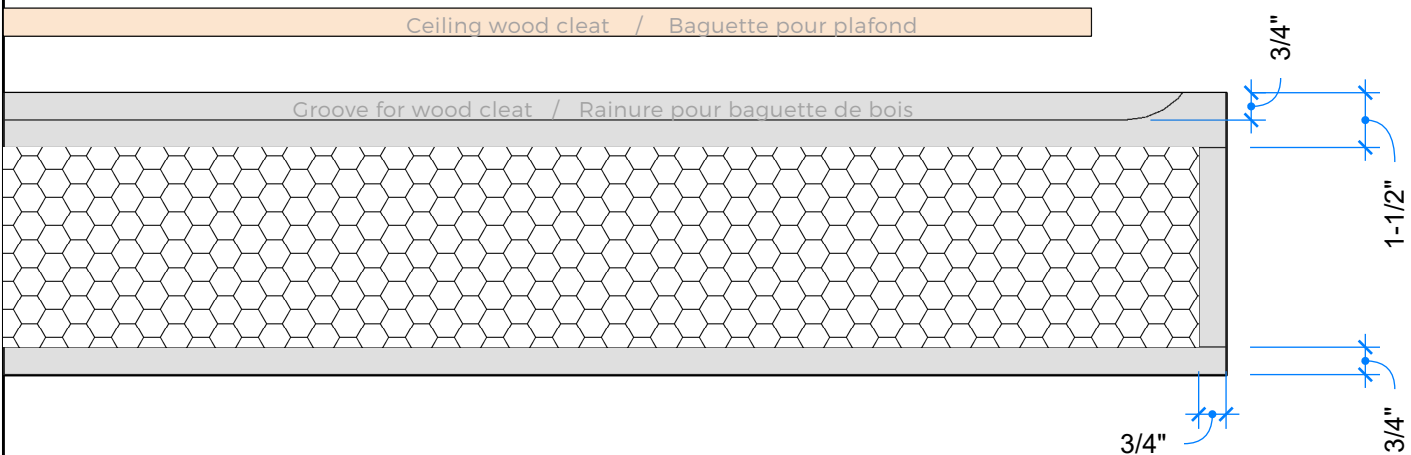 Ceiling wood cleat / Baguette pour plafond
3/4"
Groove for wood cleat / Rainure pour baguette de bois
1-1/2"
3/4"
3/4"